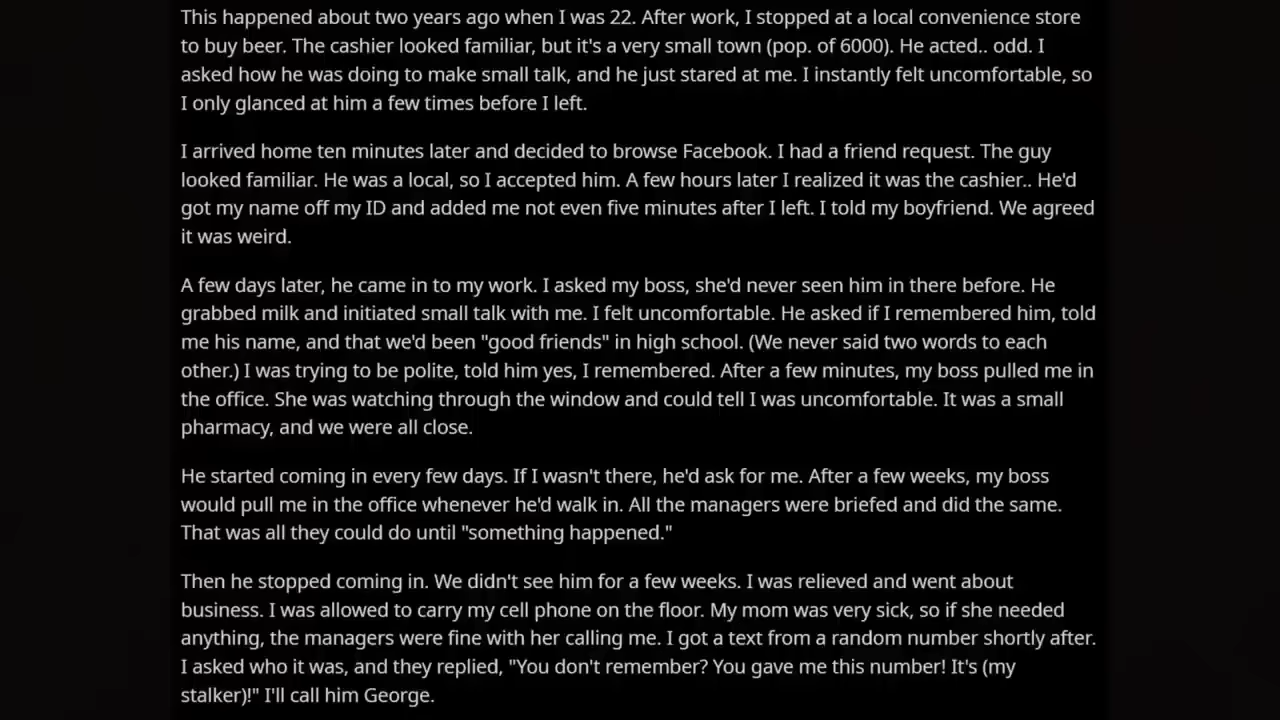 This happened about two years ago when I was 22. After work, I stopped at a local convenience store
to buy beer. The cashier looked familiar, but it's a very small town (pop. of 6000). He acted.. odd. I
asked how he was doing to make small talk, and he just stared at me. I instantly felt uncomfortable, so
I only glanced at him a few times before I left.
I arrived home ten minutes later and decided to browse Facebook. I had a friend request. The guy
looked familiar. He was a local, so I accepted him. A few hours later I realized it was the cashier.. He'd
got my name off my ID and added me not even five minutes after I left. I told my boyfriend. We agreed
it was weird.
A few days later, he came in to my work. I asked my boss, she'd never seen him in there before. He
grabbed milk and initiated small talk with me. I felt uncomfortable. He asked if I remembered him, told
me his name, and that we'd been "good friends" in high school. (We never said two words to each
other.) I was trying to be polite, told him yes, I remembered. After a few minutes, my boss pulled me in
the office. She was watching through the window and could tell I was uncomfortable. It was a small
pharmacy, and we were all close.
He started coming in every few days. If I wasn't there, he'd ask for me. After a few weeks, my boss
would pull me in the office whenever he'd walk in. All the managers were briefed and did the same.
That was all they could do until "something happened."
Then he stopped coming in. We didn't see him for a few weeks. I was relieved and went about
business. I was allowed to carry my cell phone on the floor. My mom was very sick, so if she needed
anything, the managers were fine with her calling me. I got a text from a random number shortly after.
I asked who it was, and they replied, "You don't remember? You gave me this number! It's (my
stalker)!" I'll call him George.